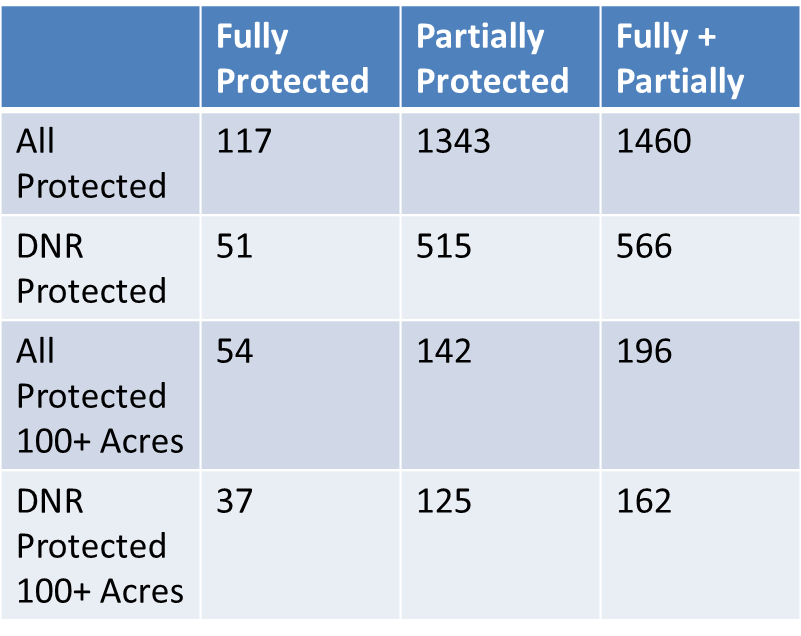 Fully
Protected
Partially
Protected
Fully +
Partially
All
Protected
117
1343
1460
DNR
Protected
51
515
566
All
Protected
100+ Acres
54
142
196
DNR
Protected
100+ Acres
37
125
162